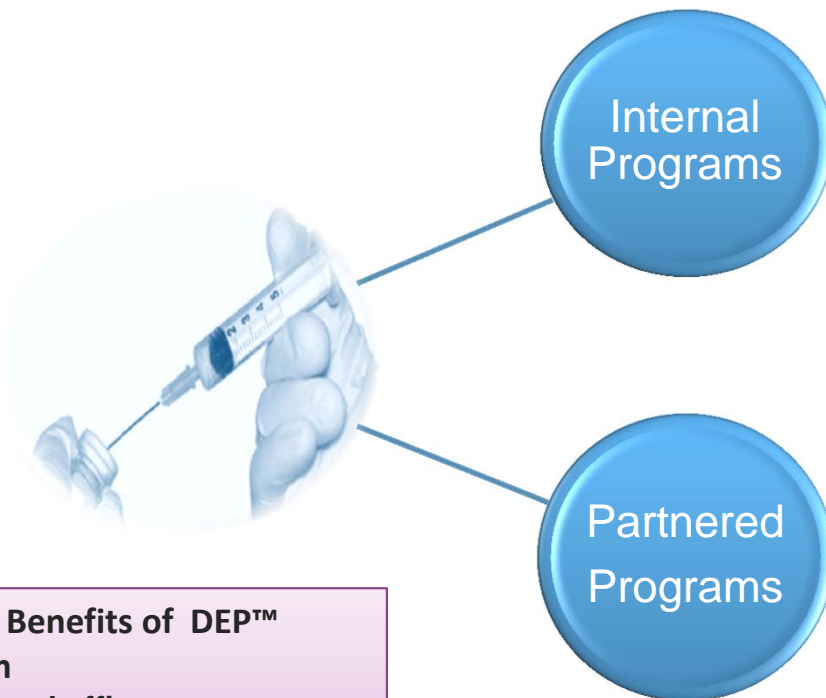 Internal
Programs
Partnered
Programs
Benefits of DEP™